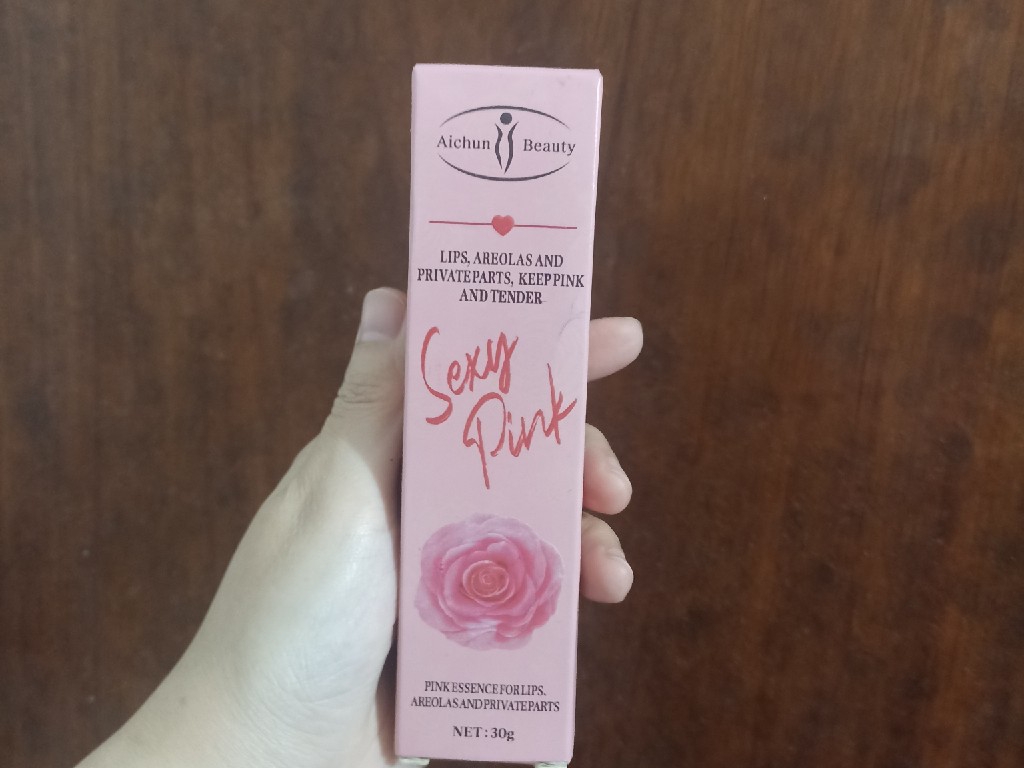 Aichun Beauty
LIPS, AREOLAS AND
PRIVATE PARTS, KEEP PINK
AND TENDER
Sexy
Pink
PINK ESSENCE FOR LIPS.
AREOLAS AND PRIVATE PARTS
NET: 30g